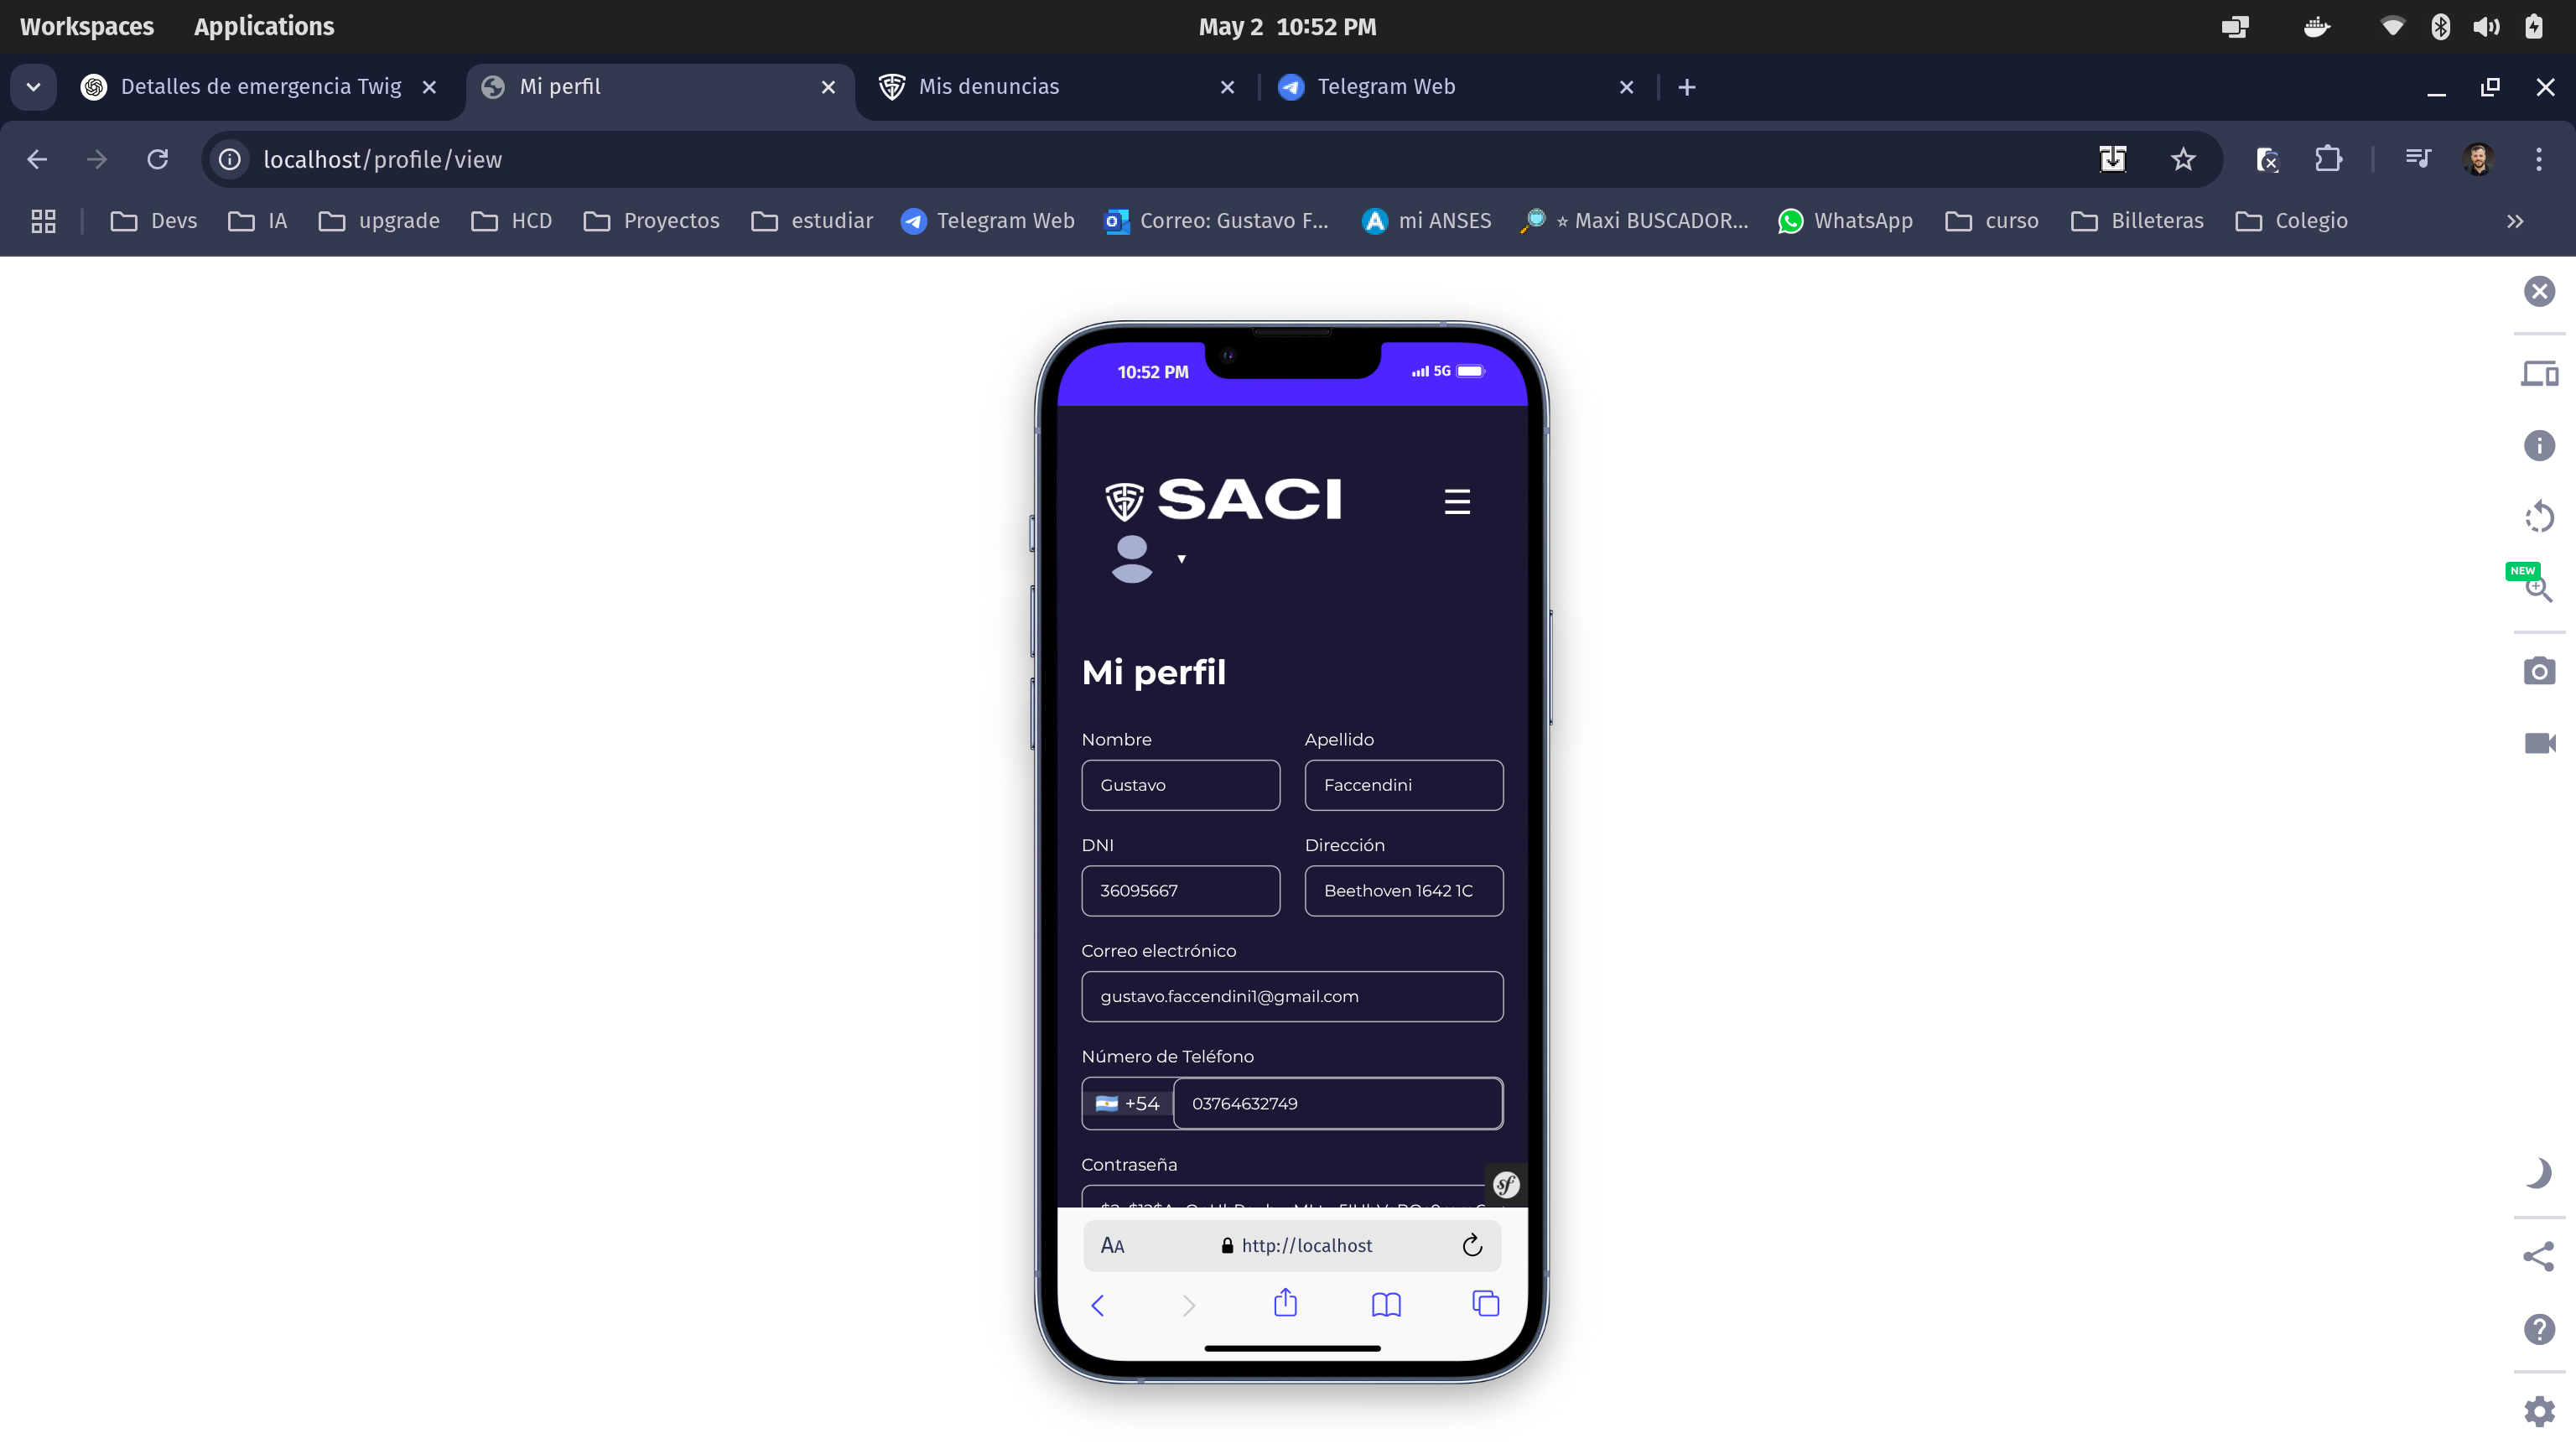 Workspaces Applications May 2 10:52 PM
Detalles de emergencia Twig Mi perfil Mis denuncias Telegram Web
localhost/profile/view
Devs IA upgrade HCD Proyectos estudiar Telegram Web Correo: Gustavo F... mi ANSES ☆ Maxi BUSCADOR... WhatsApp curso Billeteras Colegio
10:52 PM 5G
SACI
NEW
Mi perfil
Nombre Apellido
Gustavo Faccendini
DNI Dirección
36095667 Beethoven 1642 1C
Correo electrónico
gustavo.faccendini1@gmail.com
Número de Teléfono
+54 03764632749
Contraseña
sf
AA http://localhost